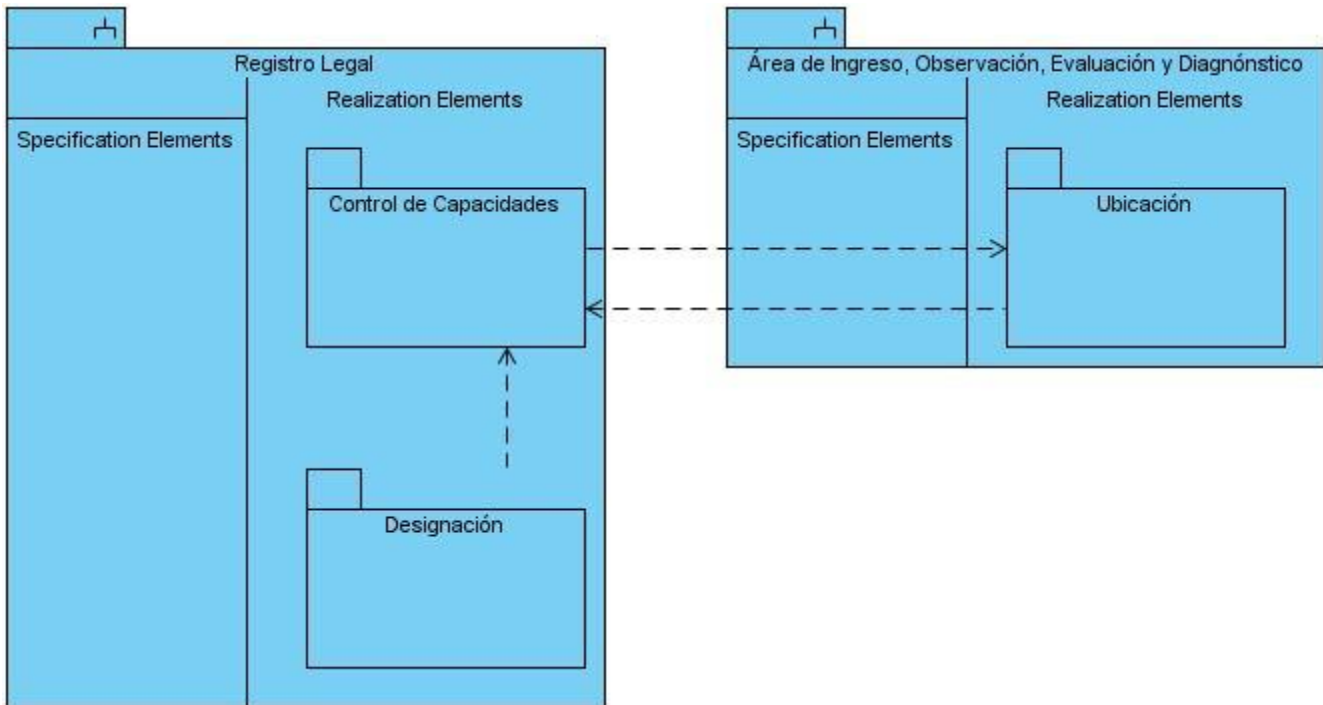 Registro Legal
Realization Elements
Specification Elements
Control de Capacidades
Designación
Área de Ingreso, Observación, Evaluación y Diagnónstico
Realization Elements
Specification Elements
Ubicación